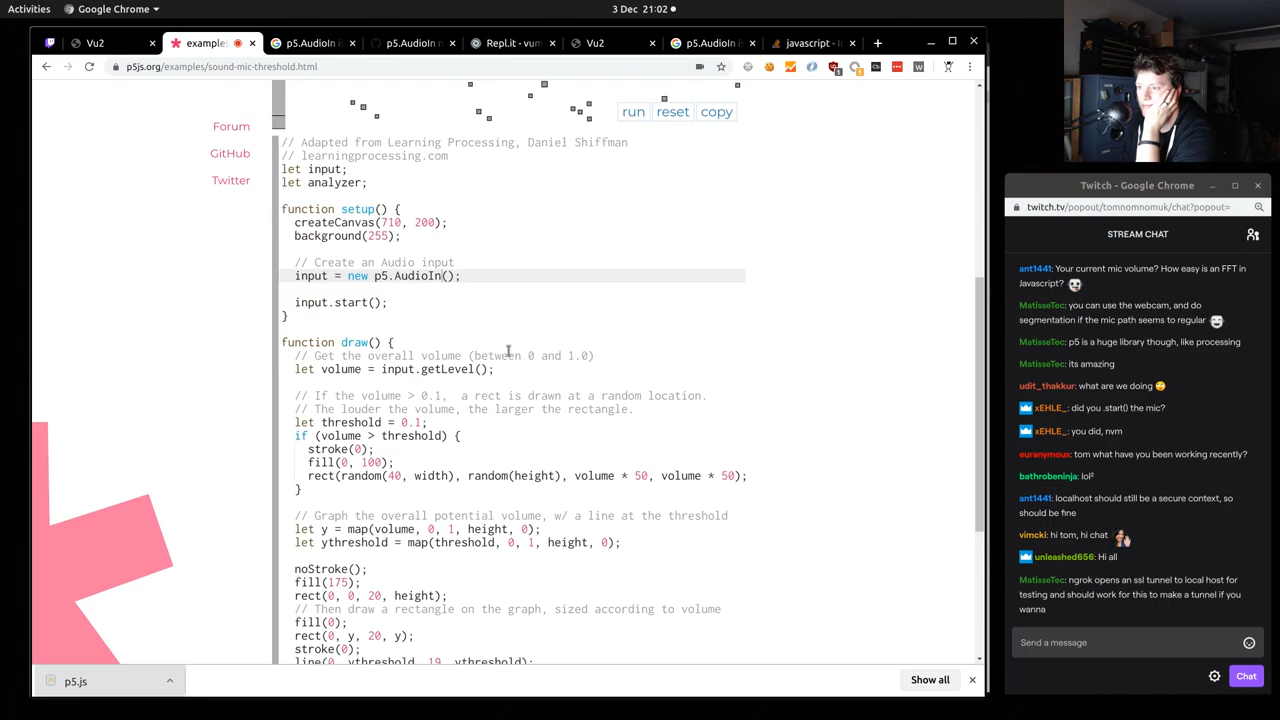 Activities
Google Chrome
3 Dec 21:02
Vu2
examples
p5.AudioIn is
p5.AudioIn n
Repl.it - vum
Vu2
p5.AudioIn is
javascript - In
p5js.org/examples/sound-mic-threshold.html
Forum
GitHub
Twitter
run
reset
copy
// Adapted from Learning Processing, Daniel Shiffman
// learningprocessing.com
let input;
let analyzer;
function setup() {
createCanvas(710, 200);
background(255);
// Create an Audio input
input = new p5.AudioIn();
input.start();
}
function draw() {
// Get the overall volume (between 0 and 1.0)
let volume = input.getLevel();
// If the volume > 0.1,  a rect is drawn at a random location.
// The louder the volume, the larger the rectangle.
let threshold = 0.1;
if (volume > threshold) {
stroke(0);
fill(0, 100);
rect(random(40, width), random(height), volume * 50, volume * 50);
}
// Graph the overall potential volume, w/ a line at the threshold
let y = map(volume, 0, 1, height, 0);
let ythreshold = map(threshold, 0, 1, height, 0);
noStroke();
fill(175);
rect(0, 0, 20, height);
// Then draw a rectangle on the graph, sized according to volume
fill(0);
rect(0, y, 20, y);
stroke(0);
line(0, ythreshold, 19, ythreshold);
p5.js
Show all
Twitch - Google Chrome
twitch.tv/popout/tomnomnomuk/chat?popout=
STREAM CHAT
ant1441: Your current mic volume? How easy is an FFT in
Javascript?
MatisseTec: you can use the webcam, and do
segmentation if the mic path seems to regular
MatisseTec: p5 is a huge library though, like processing
MatisseTec: its amazing
udit_thakkur: what are we doing
xEHLE_: did you .start() the mic?
xEHLE_: you did, nvm
euranymous: tom what have you been working recently?
bathrobeninja: lol²
ant1441: localhost should still be a secure context, so
should be fine
vimcki: hi tom, hi chat
unleashed656: Hi all
MatisseTec: ngrok opens an ssl tunnel to local host for
testing and should work for this to make a tunnel if you
wanna
Send a message
Chat